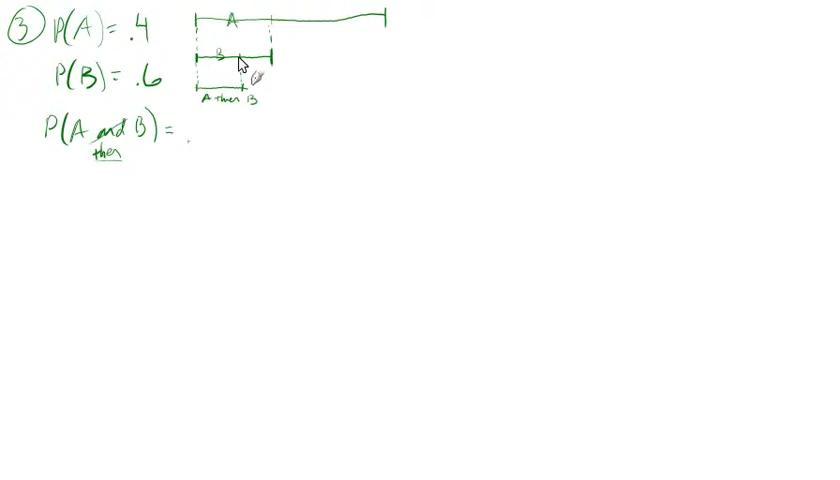 ③ P(A) = .4
A
P(B) = .6
B
A then B
P(A and B) = .
then